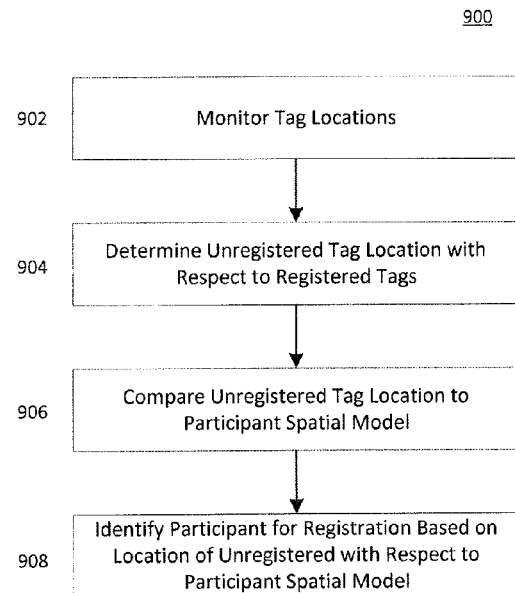 900
902
Monitor Tag Locations
904
Determine Unregistered Tag Location with
Respect to Registered Tags
906
Compare Unregistered Tag Location to
Participant Spatial Model
908
Identify Participant for Registration Based on
Location of Unregistered with Respect to
Participant Spatial Model